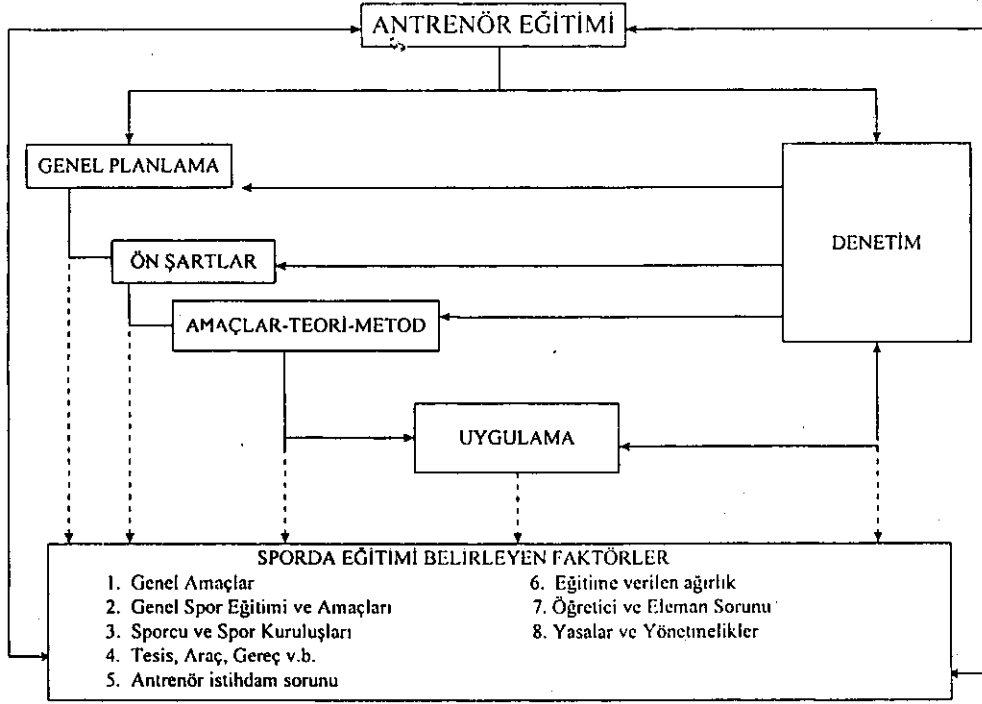 ANTRENÖR EĞİTİMİ
GENEL PLANLAMA
DENETİM
ÖN ŞARTLAR
AMAÇLAR-TEORİ-METOD
UYGULAMA
SPORDA EĞİTİMİ BELİRLEYEN FAKTÖRLER
1. Genel Amaçlar
2. Genel Spor Eğitimi ve Amaçları
3. Sporcu ve Spor Kuruluşları
4. Tesis, Araç, Gereç v.b.
5. Antrenör istihdam sorunu
6. Eğitime verilen ağırlık
7. Öğretici ve Eleman Sorunu
8. Yasalar ve Yönetmelikler